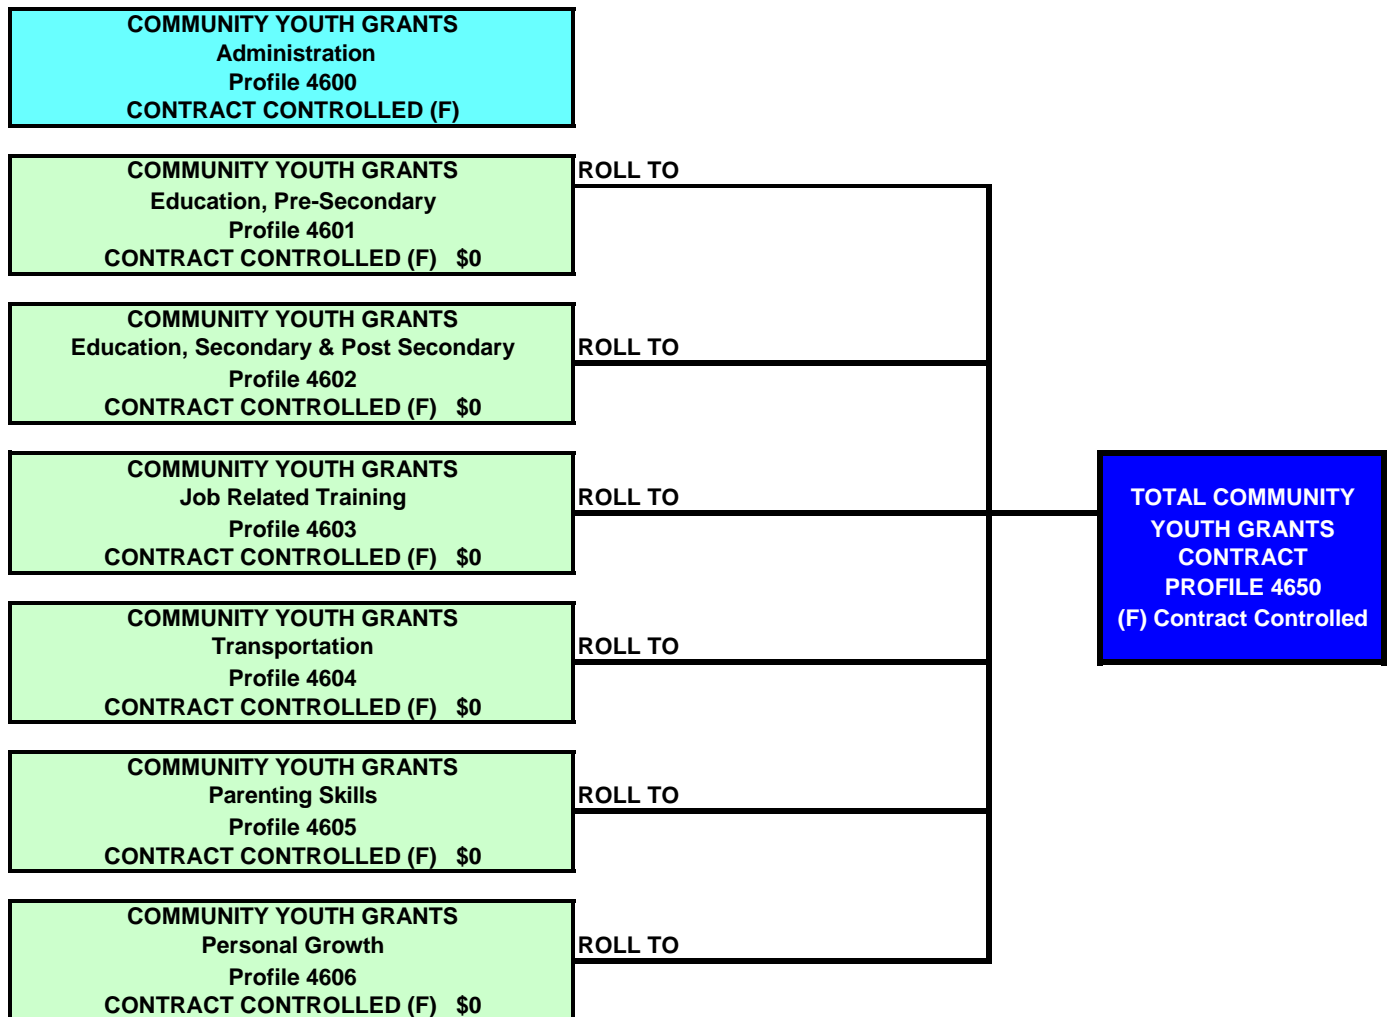 COMMUNITY YOUTH GRANTS
Administration
Profile 4600
CONTRACT CONTROLLED (F)
COMMUNITY YOUTH GRANTS
Education, Pre-Secondary
Profile 4601
CONTRACT CONTROLLED (F) $0
ROLL TO
COMMUNITY YOUTH GRANTS
Education, Secondary & Post Secondary
Profile 4602
CONTRACT CONTROLLED (F) $0
ROLL TO
COMMUNITY YOUTH GRANTS
Job Related Training
Profile 4603
CONTRACT CONTROLLED (F) $0
ROLL TO
COMMUNITY YOUTH GRANTS
Transportation
Profile 4604
CONTRACT CONTROLLED (F) $0
ROLL TO
COMMUNITY YOUTH GRANTS
Parenting Skills
Profile 4605
CONTRACT CONTROLLED (F) $0
ROLL TO
COMMUNITY YOUTH GRANTS
Personal Growth
Profile 4606
CONTRACT CONTROLLED (F) $0
ROLL TO
TOTAL COMMUNITY
YOUTH GRANTS
CONTRACT
PROFILE 4650
(F) Contract Controlled